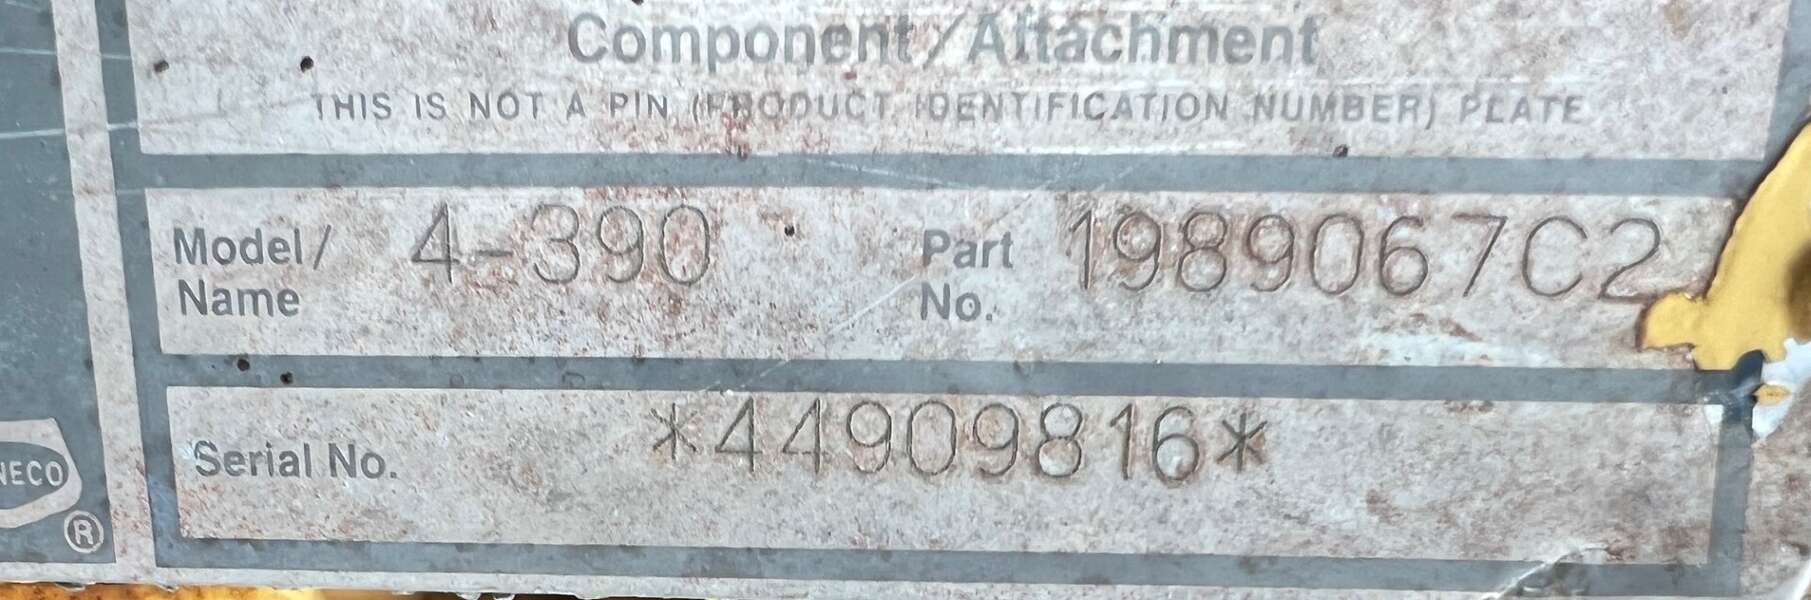 Component/Attachment
THIS IS NOT A PIN (PRODUCT IDENTIFICATION NUMBER) PLATE
Model/ Name 4-390 Part No. 1989067C2
Serial No. *44909816*
NECO ®